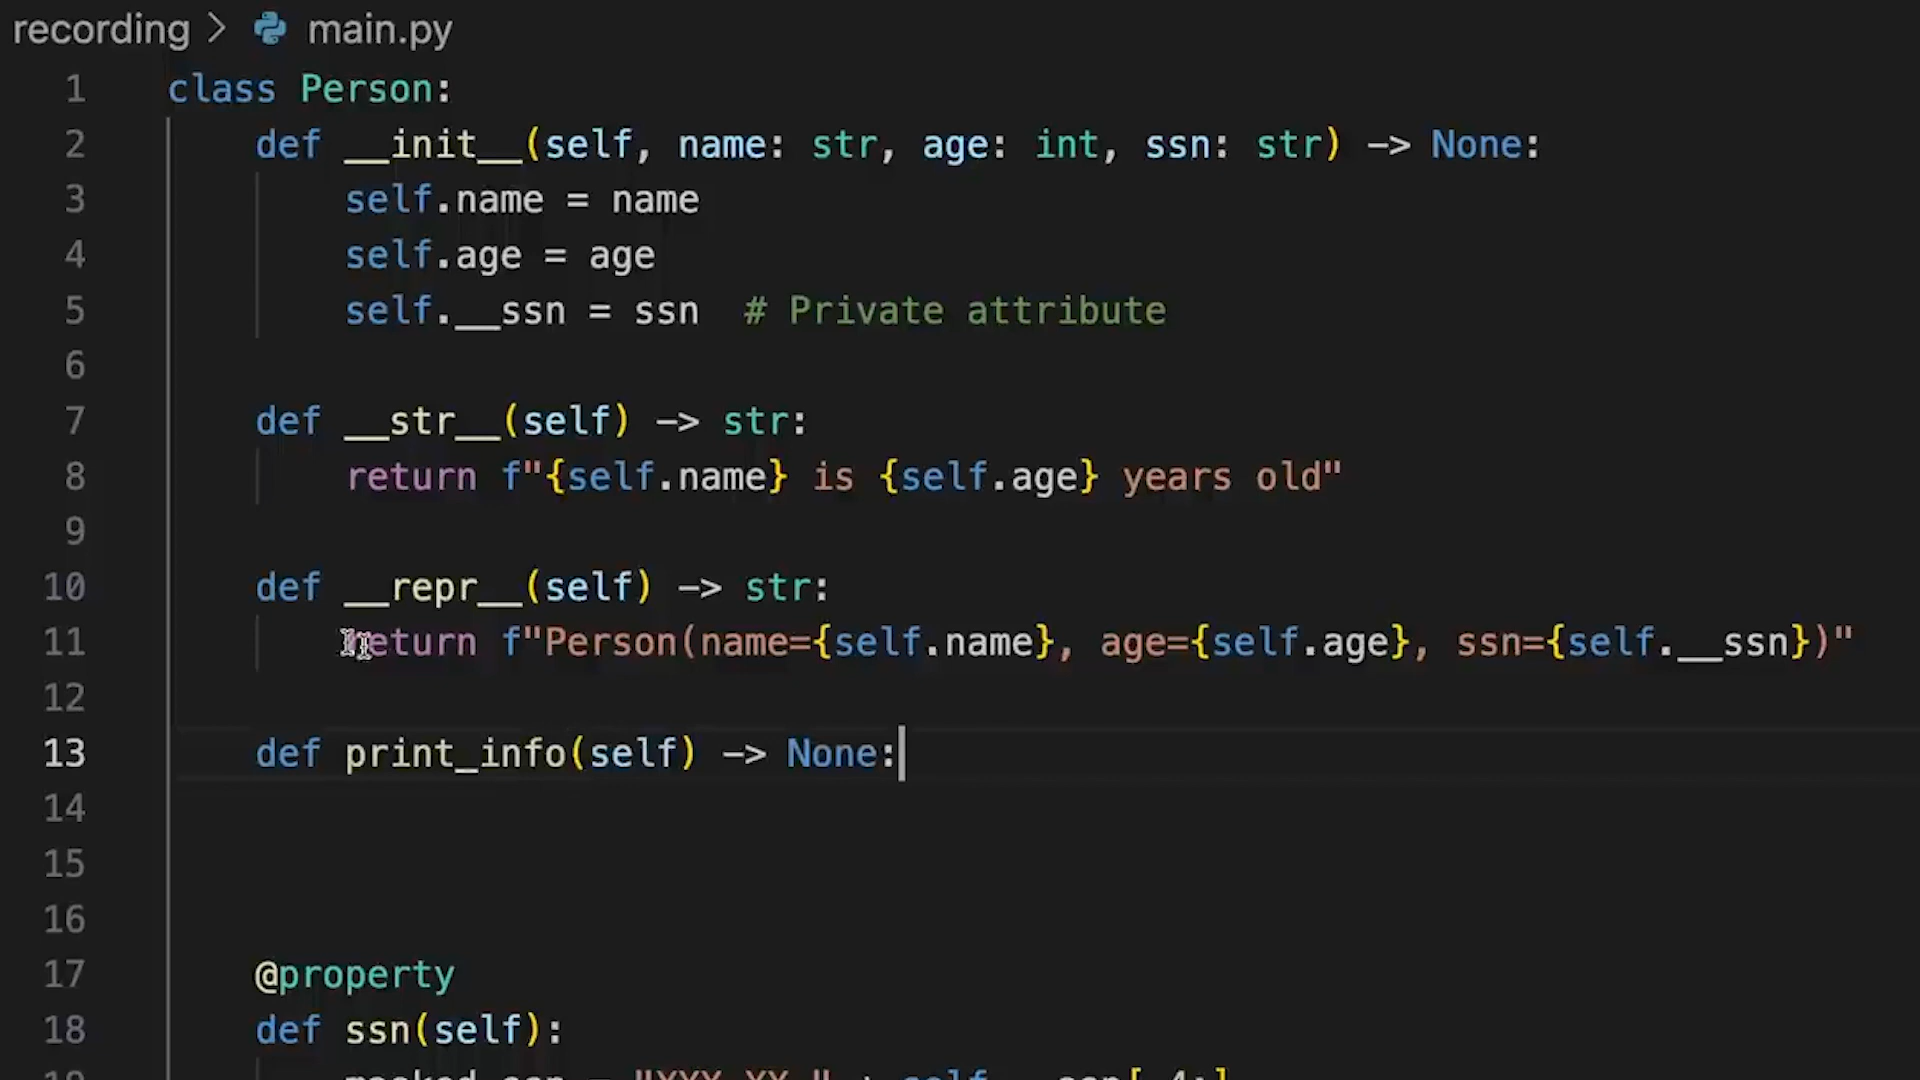 recording > main.py
1 class Person:
2 def __init__(self, name: str, age: int, ssn: str) -> None:
3 self.name = name
4 self.age = age
5 self.__ssn = ssn  # Private attribute
6
7 def __str__(self) -> str:
8 return f"{self.name} is {self.age} years old"
9
10 def __repr__(self) -> str:
11 return f"Person(name={self.name}, age={self.age}, ssn={self.__ssn})"
12
13 def print_info(self) -> None:
14
15
16
17 @property
18 def ssn(self):